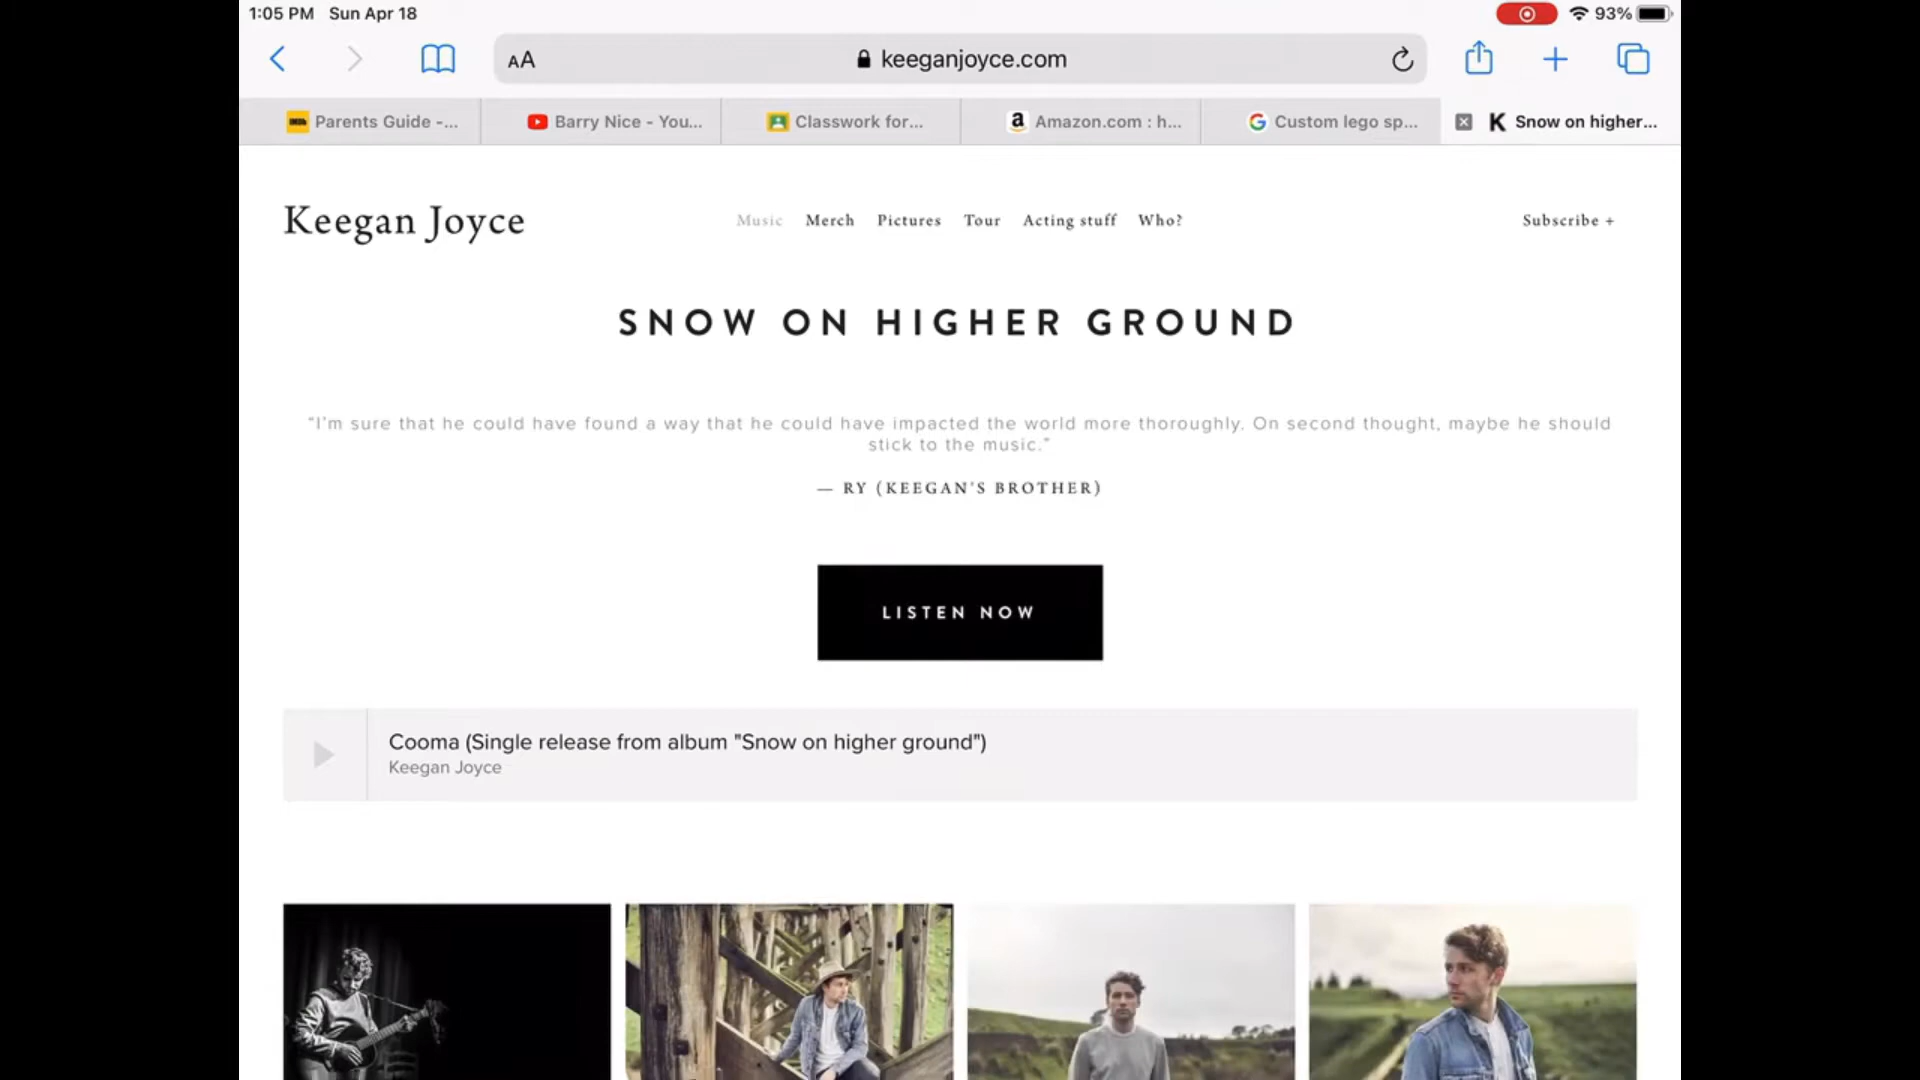 1:05 PM Sun Apr 18
93%
AA
keeganjoyce.com
IMDb Parents Guide -...
Barry Nice - You...
Classwork for...
a Amazon.com : h...
G Custom lego sp...
K Snow on higher...
Keegan Joyce
Music Merch Pictures Tour Acting stuff Who?
Subscribe +
SNOW ON HIGHER GROUND
“I’m sure that he could have found a way that he could have impacted the world more thoroughly. On second thought, maybe he should
stick to the music.”
— RY (KEEGAN’S BROTHER)
LISTEN NOW
Cooma (Single release from album "Snow on higher ground")
Keegan Joyce